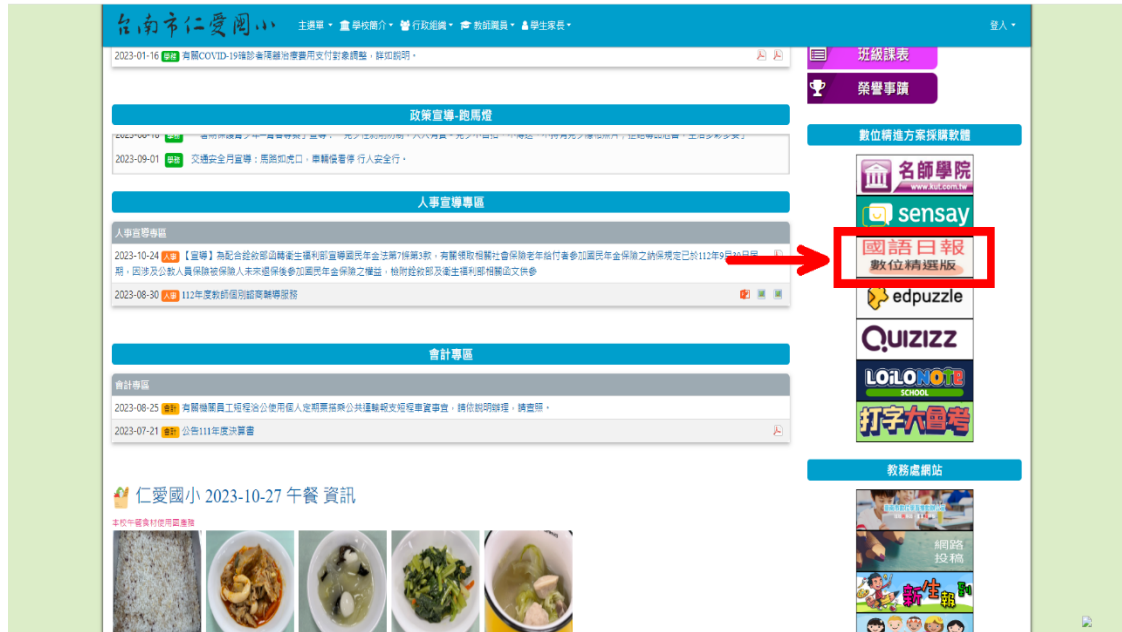 台南市仁愛國小
主選單 學校簡介 行政組織 教師職員 學生家長 登入
2023-01-16 學務 有關COVID-19確診者隔離治療費用支付對象調整，詳如說明。
班級課表
榮譽事蹟
政策宣導-跑馬燈
2023-09-01 學務 交通安全月宣導：馬路如虎口，車輛慢看停 行人安全行。
人事宣導專區
人事宣導專區
2023-10-24 人事 【宣導】為配合銓敘部函轉衛生福利部宣導國民年金法第7條第3款，有關領取相關社會保險老年給付者參加國民年金保險之納保規定已於112年9月30日屆
期，因涉及公教人員保險被保險人未來退保後參加國民年金保險之權益，檢附銓敘部及衛生福利部相關函文供參
2023-08-30 人事 112年度教師個別諮商輔導服務
會計專區
會計專區
2023-08-25 會計 有關機關員工短程洽公使用個人定期票搭乘公共運輸報支短程車資事宜，請依說明辦理，請查照。
2023-07-21 會計 公告111年度決算書
仁愛國小 2023-10-27 午餐 資訊
本校午餐食材使用國產豬
數位精進方案採購軟體
名師學院
www.kut.com.tw
sensay
國語日報
數位精選版
edpuzzle
QUIZIZZ
LOiLONOTE
SCHOOL
打字大會考
教務處網站
網路
投稿
新生報到